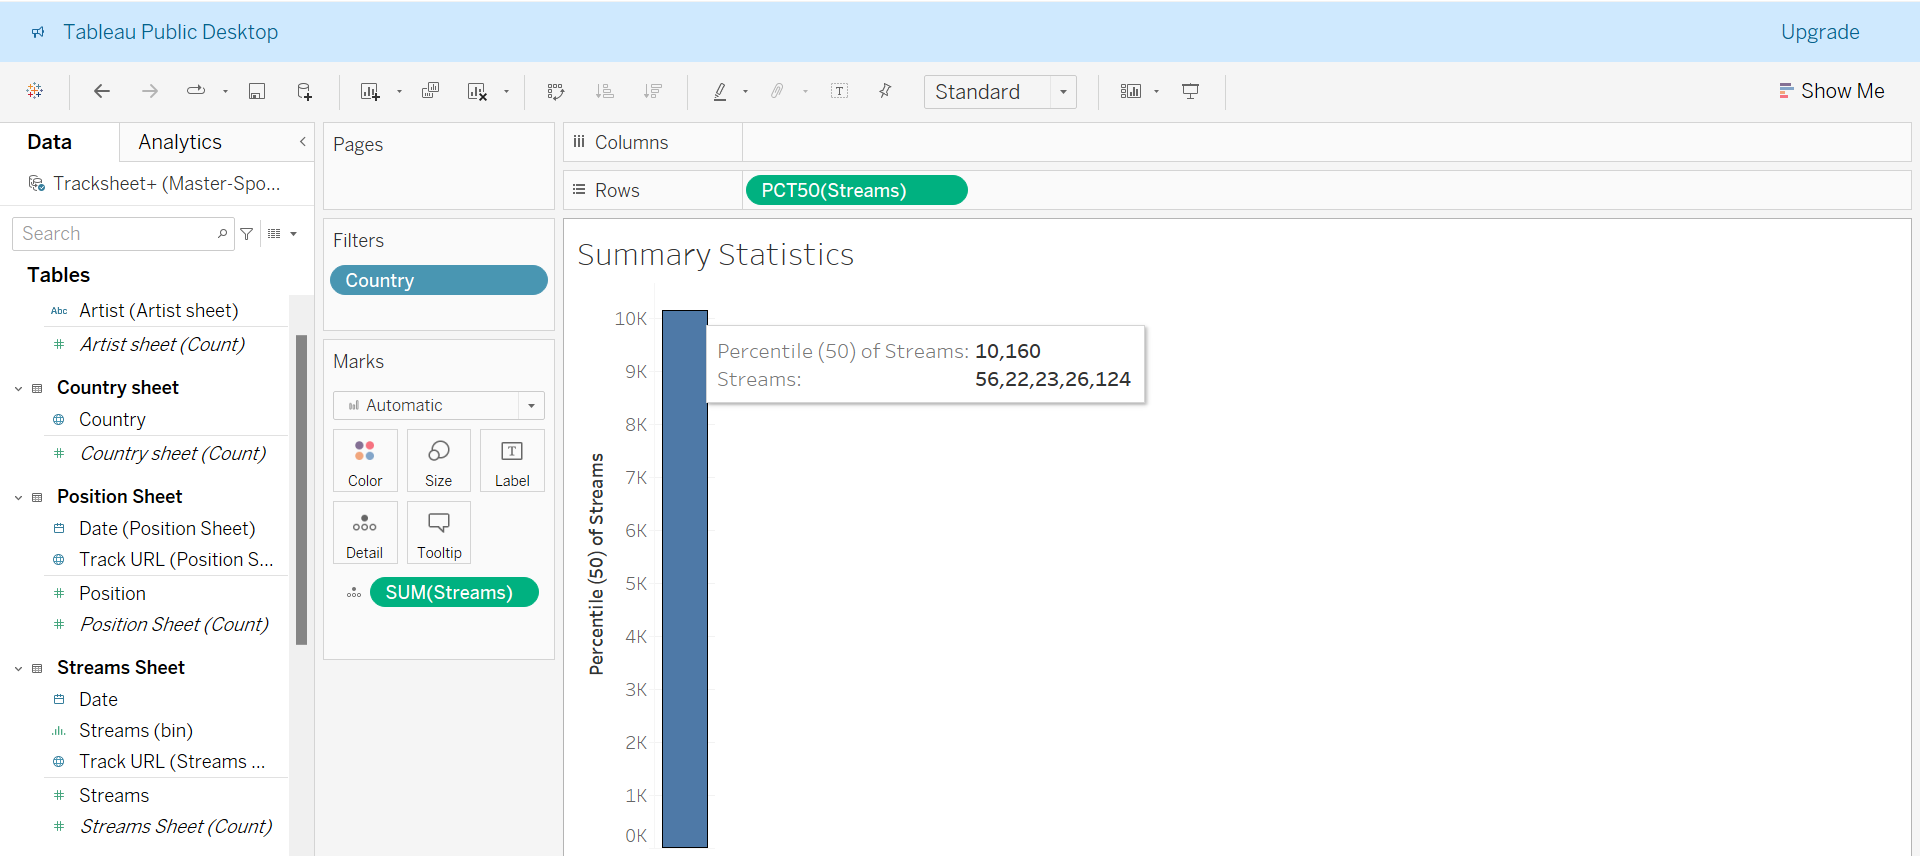 Tableau Public Desktop
Upgrade
Standard
Show Me
Data
Analytics
Tracksheet+ (Master-Spo...
Search
Tables
Abc Artist (Artist sheet)
# Artist sheet (Count)
Country sheet
Country
# Country sheet (Count)
Position Sheet
Date (Position Sheet)
Track URL (Position S...
# Position
# Position Sheet (Count)
Streams Sheet
Date
Streams (bin)
Track URL (Streams ...
# Streams
# Streams Sheet (Count)
Pages
Filters
Country
Marks
Automatic
Color
Size
T
Label
Detail
Tooltip
SUM(Streams)
Columns
Rows
PCT50(Streams)
Summary Statistics
Percentile (50) of Streams
10K
9K
8K
7K
6K
5K
4K
3K
2K
1K
0K
Percentile (50) of Streams: 10,160
Streams: 56,22,23,26,124